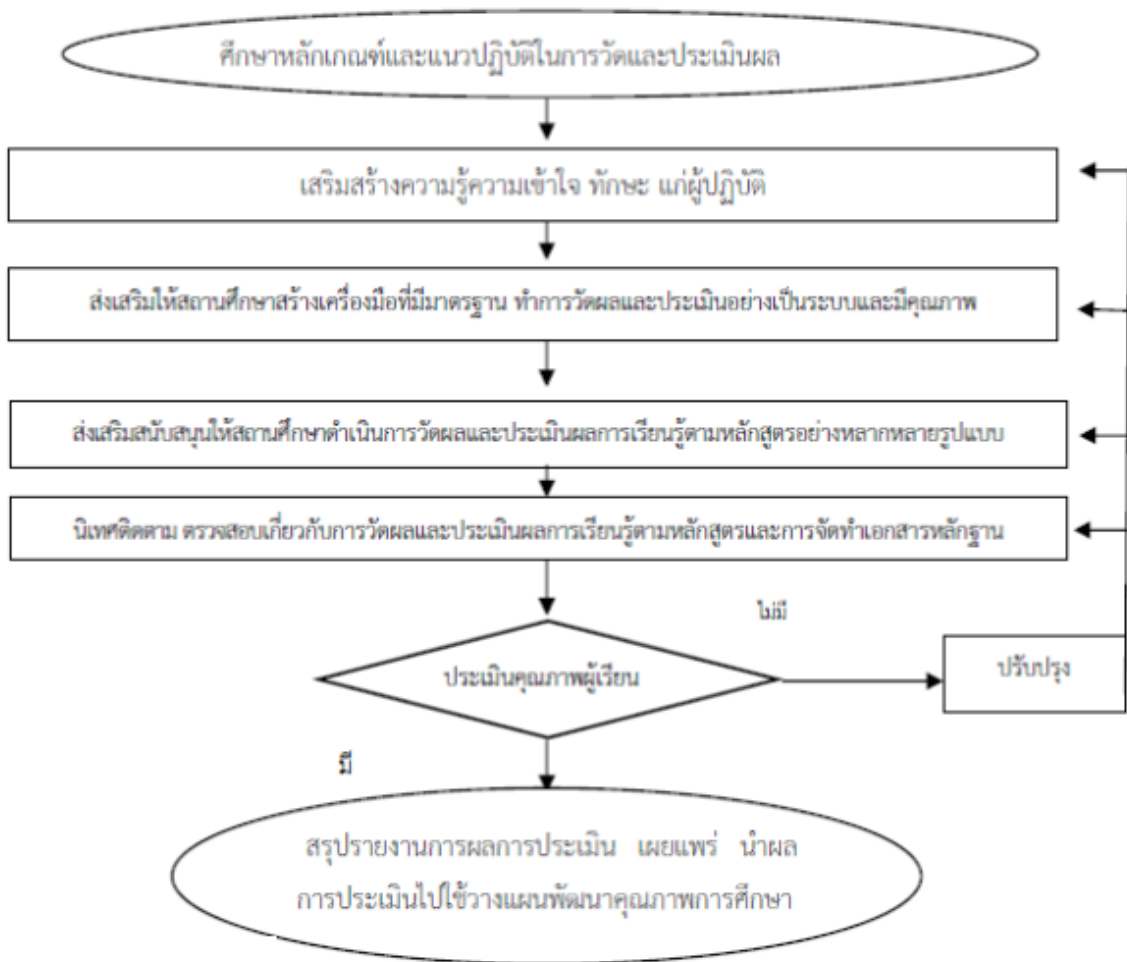 ศึกษาหลักเกณฑ์และแนวปฏิบัติในการวัดและประเมินผล
เสริมสร้างความรู้ความเข้าใจ ทักษะ แก่ผู้ปฏิบัติ
ส่งเสริมให้สถานศึกษาสร้างเครื่องมือที่มีมาตรฐาน ทำการวัดผลและประเมินอย่างเป็นระบบและมีคุณภาพ
ส่งเสริมสนับสนุนให้สถานศึกษาดำเนินการวัดผลและประเมินผลการเรียนรู้ตามหลักสูตรอย่างหลากหลายรูปแบบ
นิเทศติดตาม ตรวจสอบเกี่ยวกับการวัดผลและประเมินผลการเรียนรู้ตามหลักสูตรและการจัดทำเอกสารหลักฐาน
ไม่มี
ประเมินคุณภาพผู้เรียน
ปรับปรุง
มี
สรุปรายงานการผลการประเมิน เผยแพร่ นำผล
การประเมินไปใช้วางแผนพัฒนาคุณภาพการศึกษา